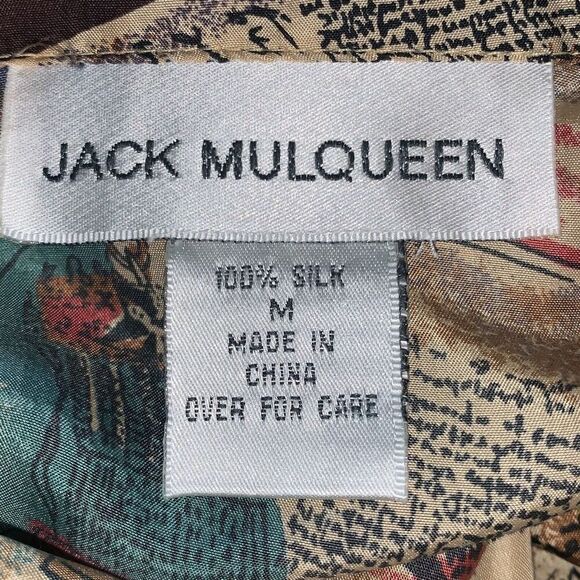 JACK MULQUEEN
100% SILK
M
MADE IN
CHINA
OVER FOR CARE